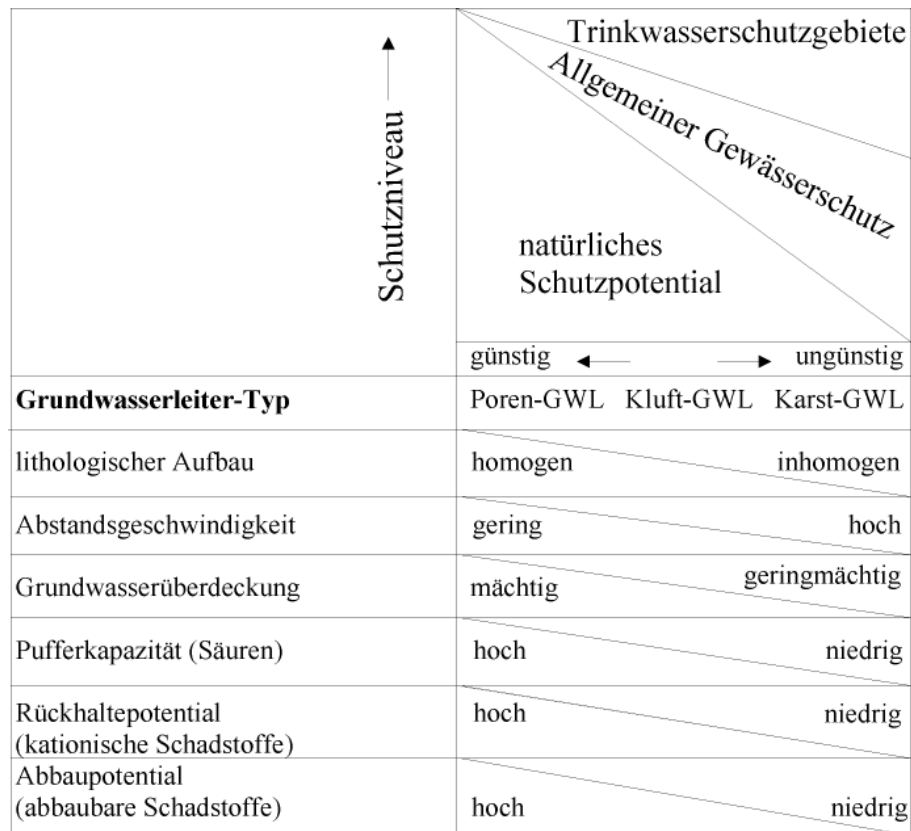 Trinkwasserschutzgebiete
Allgemeiner Gewässerschutz
Schutzniveau
natürliches
Schutzpotential
günstig ungünstig
Grundwasserleiter-Typ Poren-GWL Kluft-GWL Karst-GWL
lithologischer Aufbau homogen inhomogen
Abstandsgeschwindigkeit gering hoch
Grundwasserüberdeckung mächtig geringmächtig
Pufferkapazität (Säuren) hoch niedrig
Rückhaltepotential hoch niedrig
(kationische Schadstoffe)
Abbaupotential
(abbaubare Schadstoffe) hoch niedrig